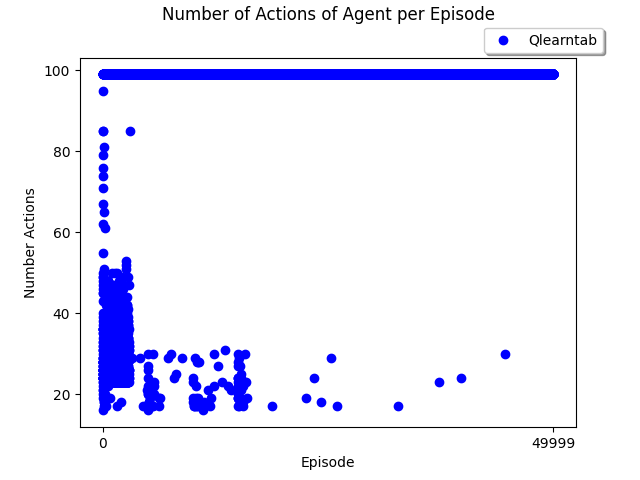 Number of Actions of Agent per Episode
Qlearntab
100
80
60
40
20
Number Actions
0
49999
Episode